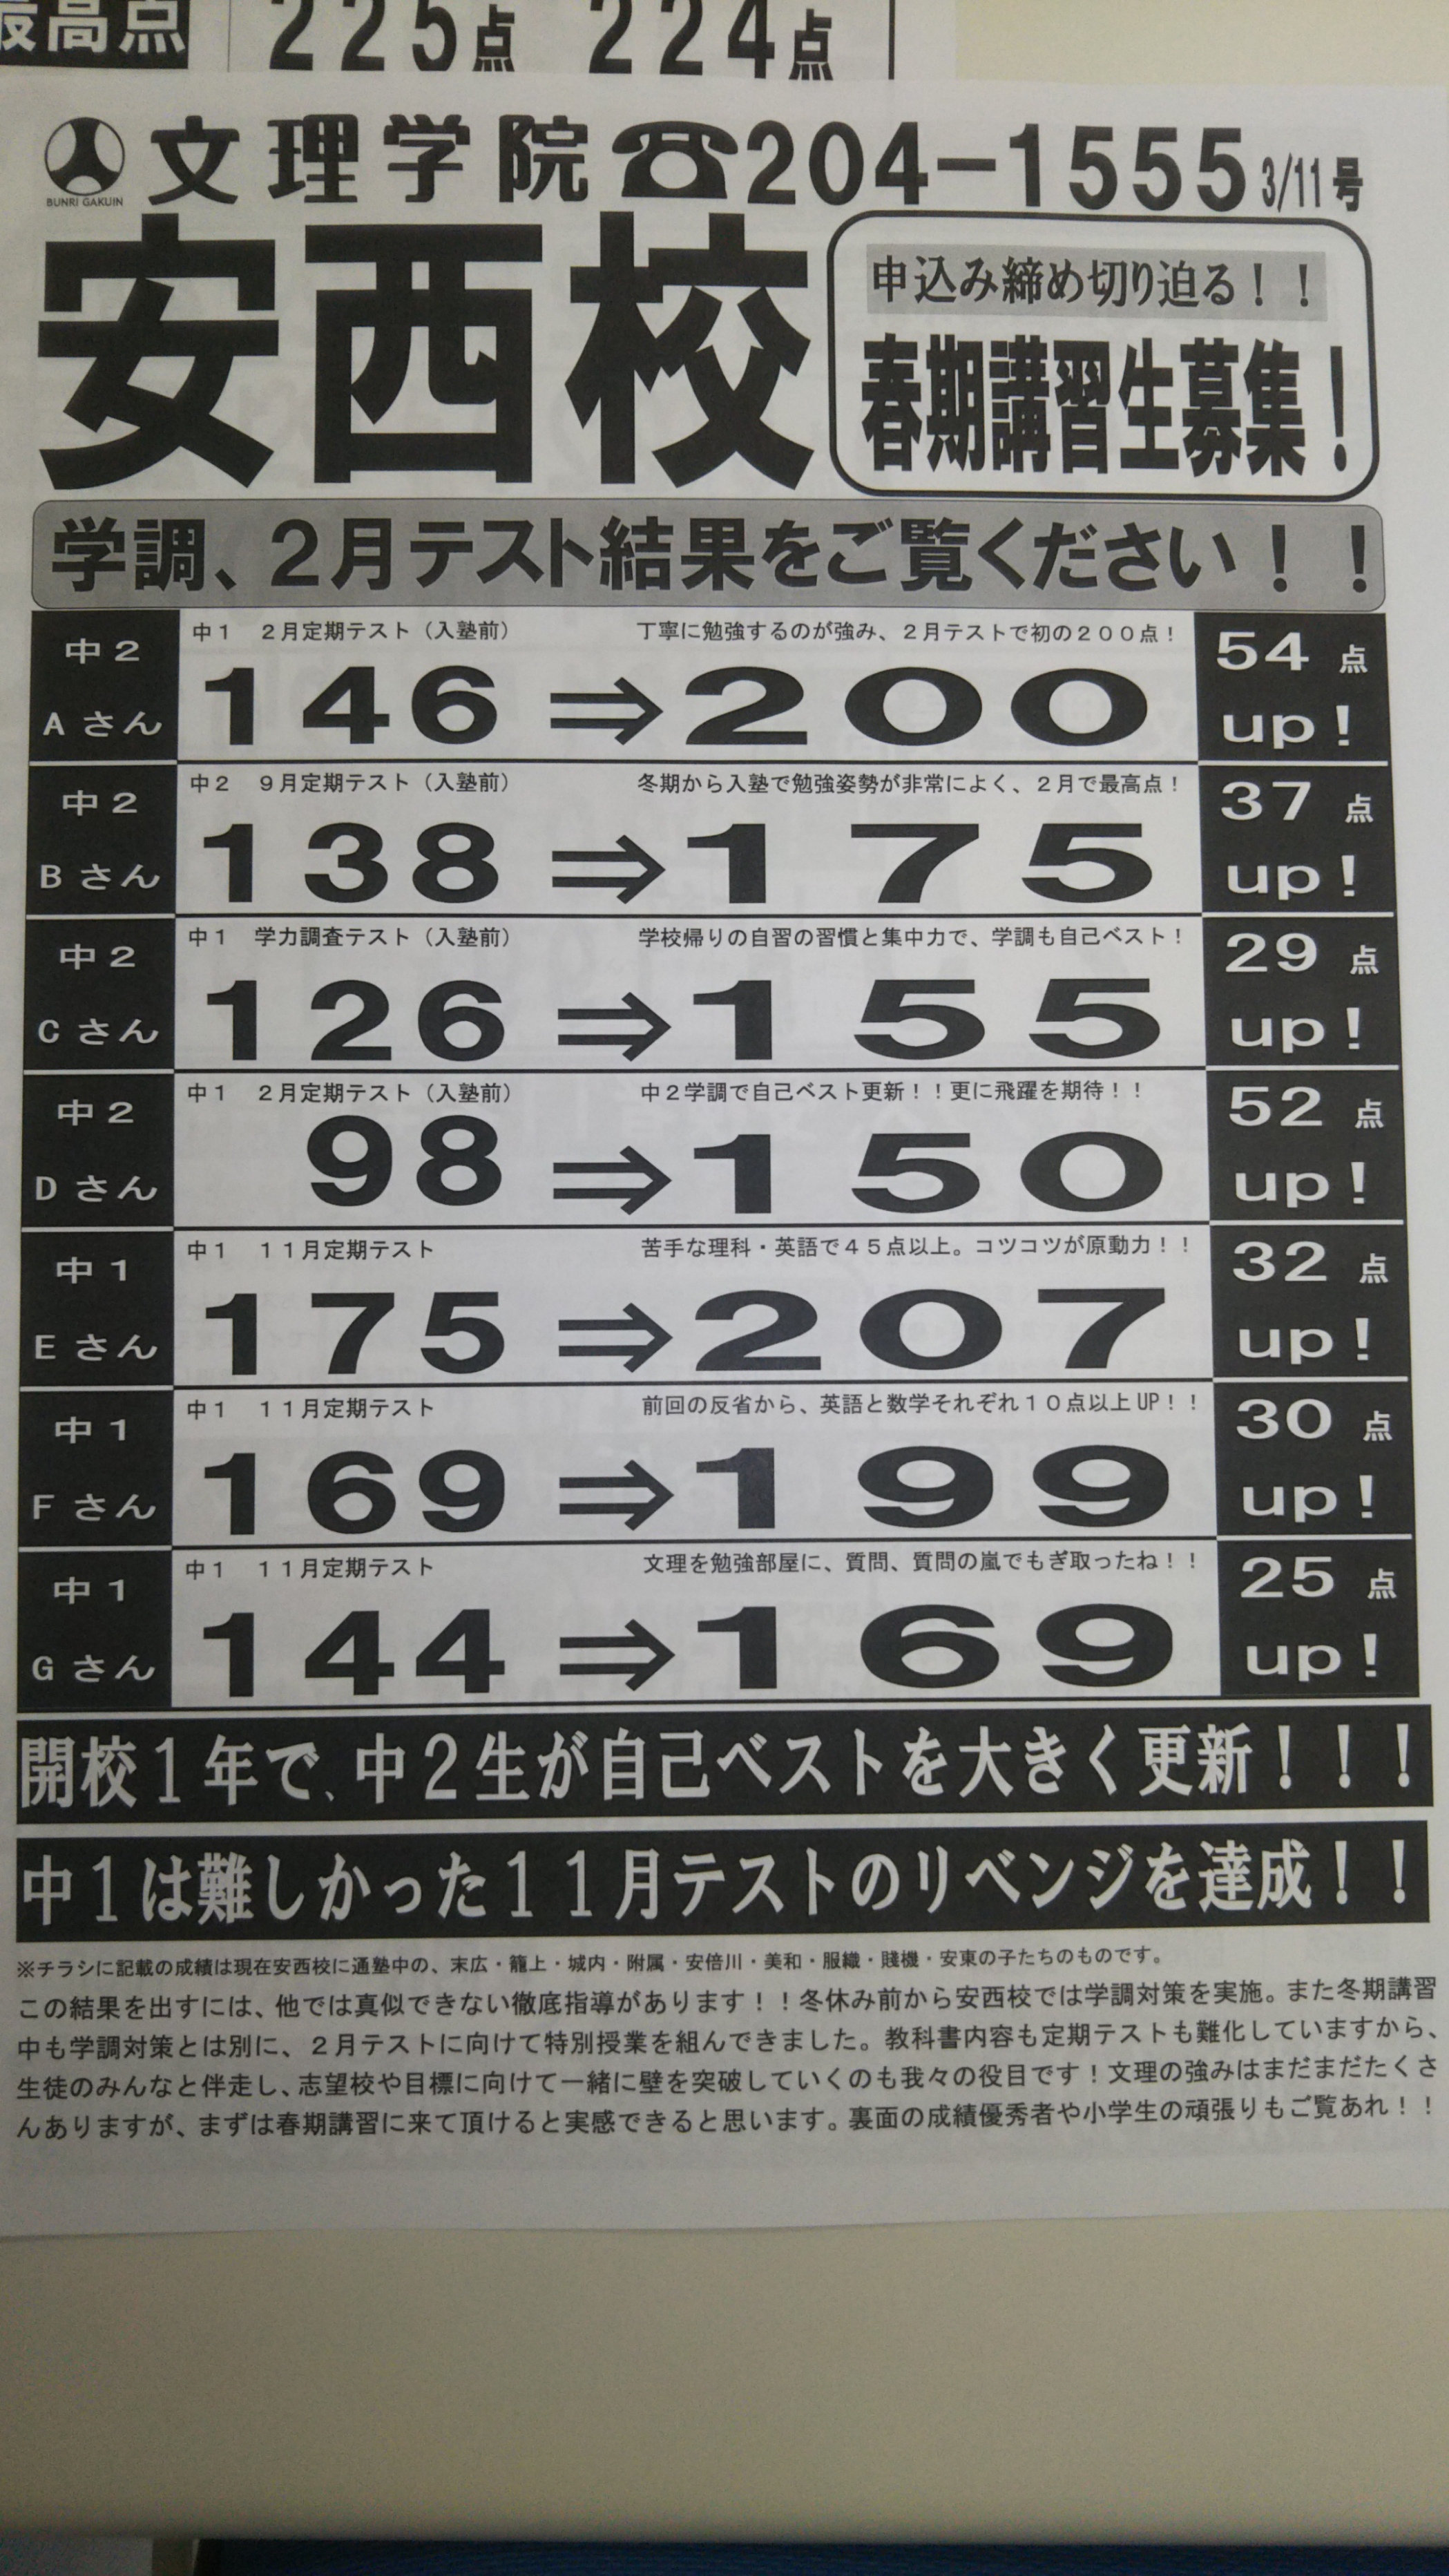 最高点 225点 224点
BUNRI GAKUIN
文理学院☎204-1555 3/11号
安西校
申込み締め切り迫る！！
春期講習生募集！
学調、2月テスト結果をご覧ください！！
中2 Aさん
中1 2月定期テスト（入塾前） 丁寧に勉強するのが強み、2月テストで初の200点！
146⇒200
54点up！
中2 Bさん
中2 9月定期テスト（入塾前） 冬期から入塾で勉強姿勢が非常によく、2月で最高点！
138⇒175
37点up！
中2 Cさん
中1 学力調査テスト（入塾前） 学校帰りの自習の習慣と集中力で、学調も自己ベスト！
126⇒155
29点up！
中2 Dさん
中1 2月定期テスト（入塾前） 中2学調で自己ベスト更新！！更に飛躍を期待！！
98⇒150
52点up！
中1 Eさん
中1 11月定期テスト 苦手な理科・英語で45点以上。コツコツが原動力！！
175⇒207
32点up！
中1 Fさん
中1 11月定期テスト 前回の反省から、英語と数学それぞれ10点以上UP！！
169⇒199
30点up！
中1 Gさん
中1 11月定期テスト 文理を勉強部屋に、質問、質問の嵐でもぎ取ったね！！
144⇒169
25点up！
開校1年で、中2生が自己ベストを大きく更新！！！
中1は難しかった11月テストのリベンジを達成！！
※チラシに記載の成績は現在安西校に通塾中の、末広・籠上・城内・附属・安倍川・美和・服織・賤機・安東の子たちのものです。
この結果を出すには、他では真似できない徹底指導があります！！冬休み前から安西校では学調対策を実施。また冬期講習
中も学調対策とは別に、2月テストに向けて特別授業を組んできました。教科書内容も定期テストも難化していますから、
生徒のみんなと伴走し、志望校や目標に向けて一緒に壁を突破していくのも我々の役目です！文理の強みはまだまだたくさ
んありますが、まずは春期講習に来て頂けると実感できると思います。裏面の成績優秀者や小学生の頑張りもご覧あれ！！